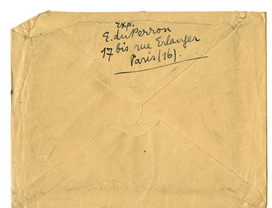 Exp.
E. du Perron
17 bis rue Erlanger
Paris (16).